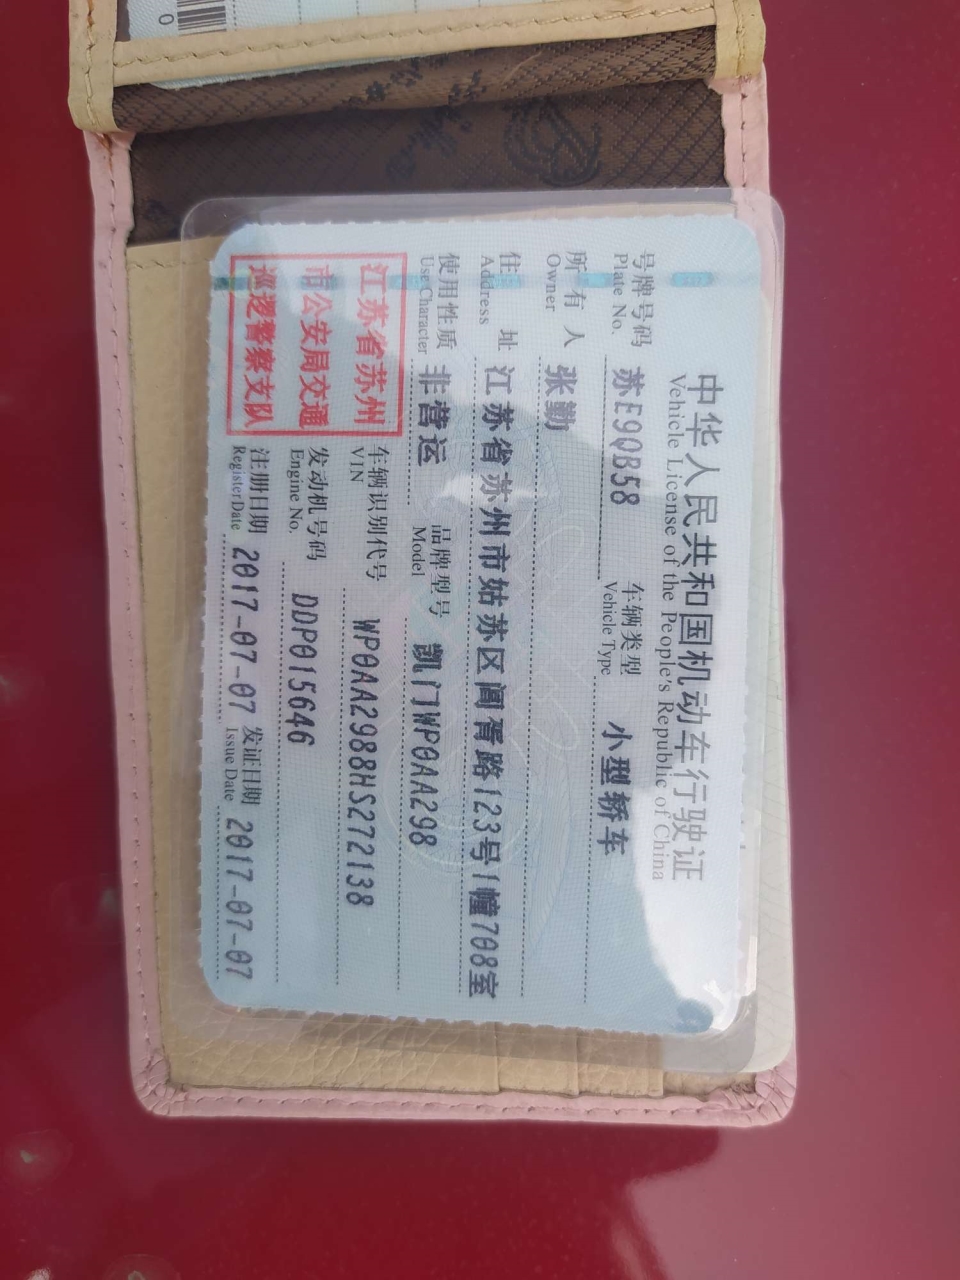 中华人民共和国机动车行驶证
Vehicle License of the People's Republic of China
号牌号码 苏E9QB58 车辆类型 小型轿车
Plate No. Vehicle Type
所有人 张勤
Owner
住址 江苏省苏州市姑苏区阊胥路123号1幢708室
Address
使用性质 非营运 品牌型号 凯门WP0AA298
Use Character Model
江苏省苏州
市公安局交通
巡逻警察支队
车辆识别代号 WP0AA2988HS272138
VIN
发动机号码 DDP015646
Engine No.
注册日期 2017-07-07 发证日期 2017-07-07
Register Date Issue Date
0